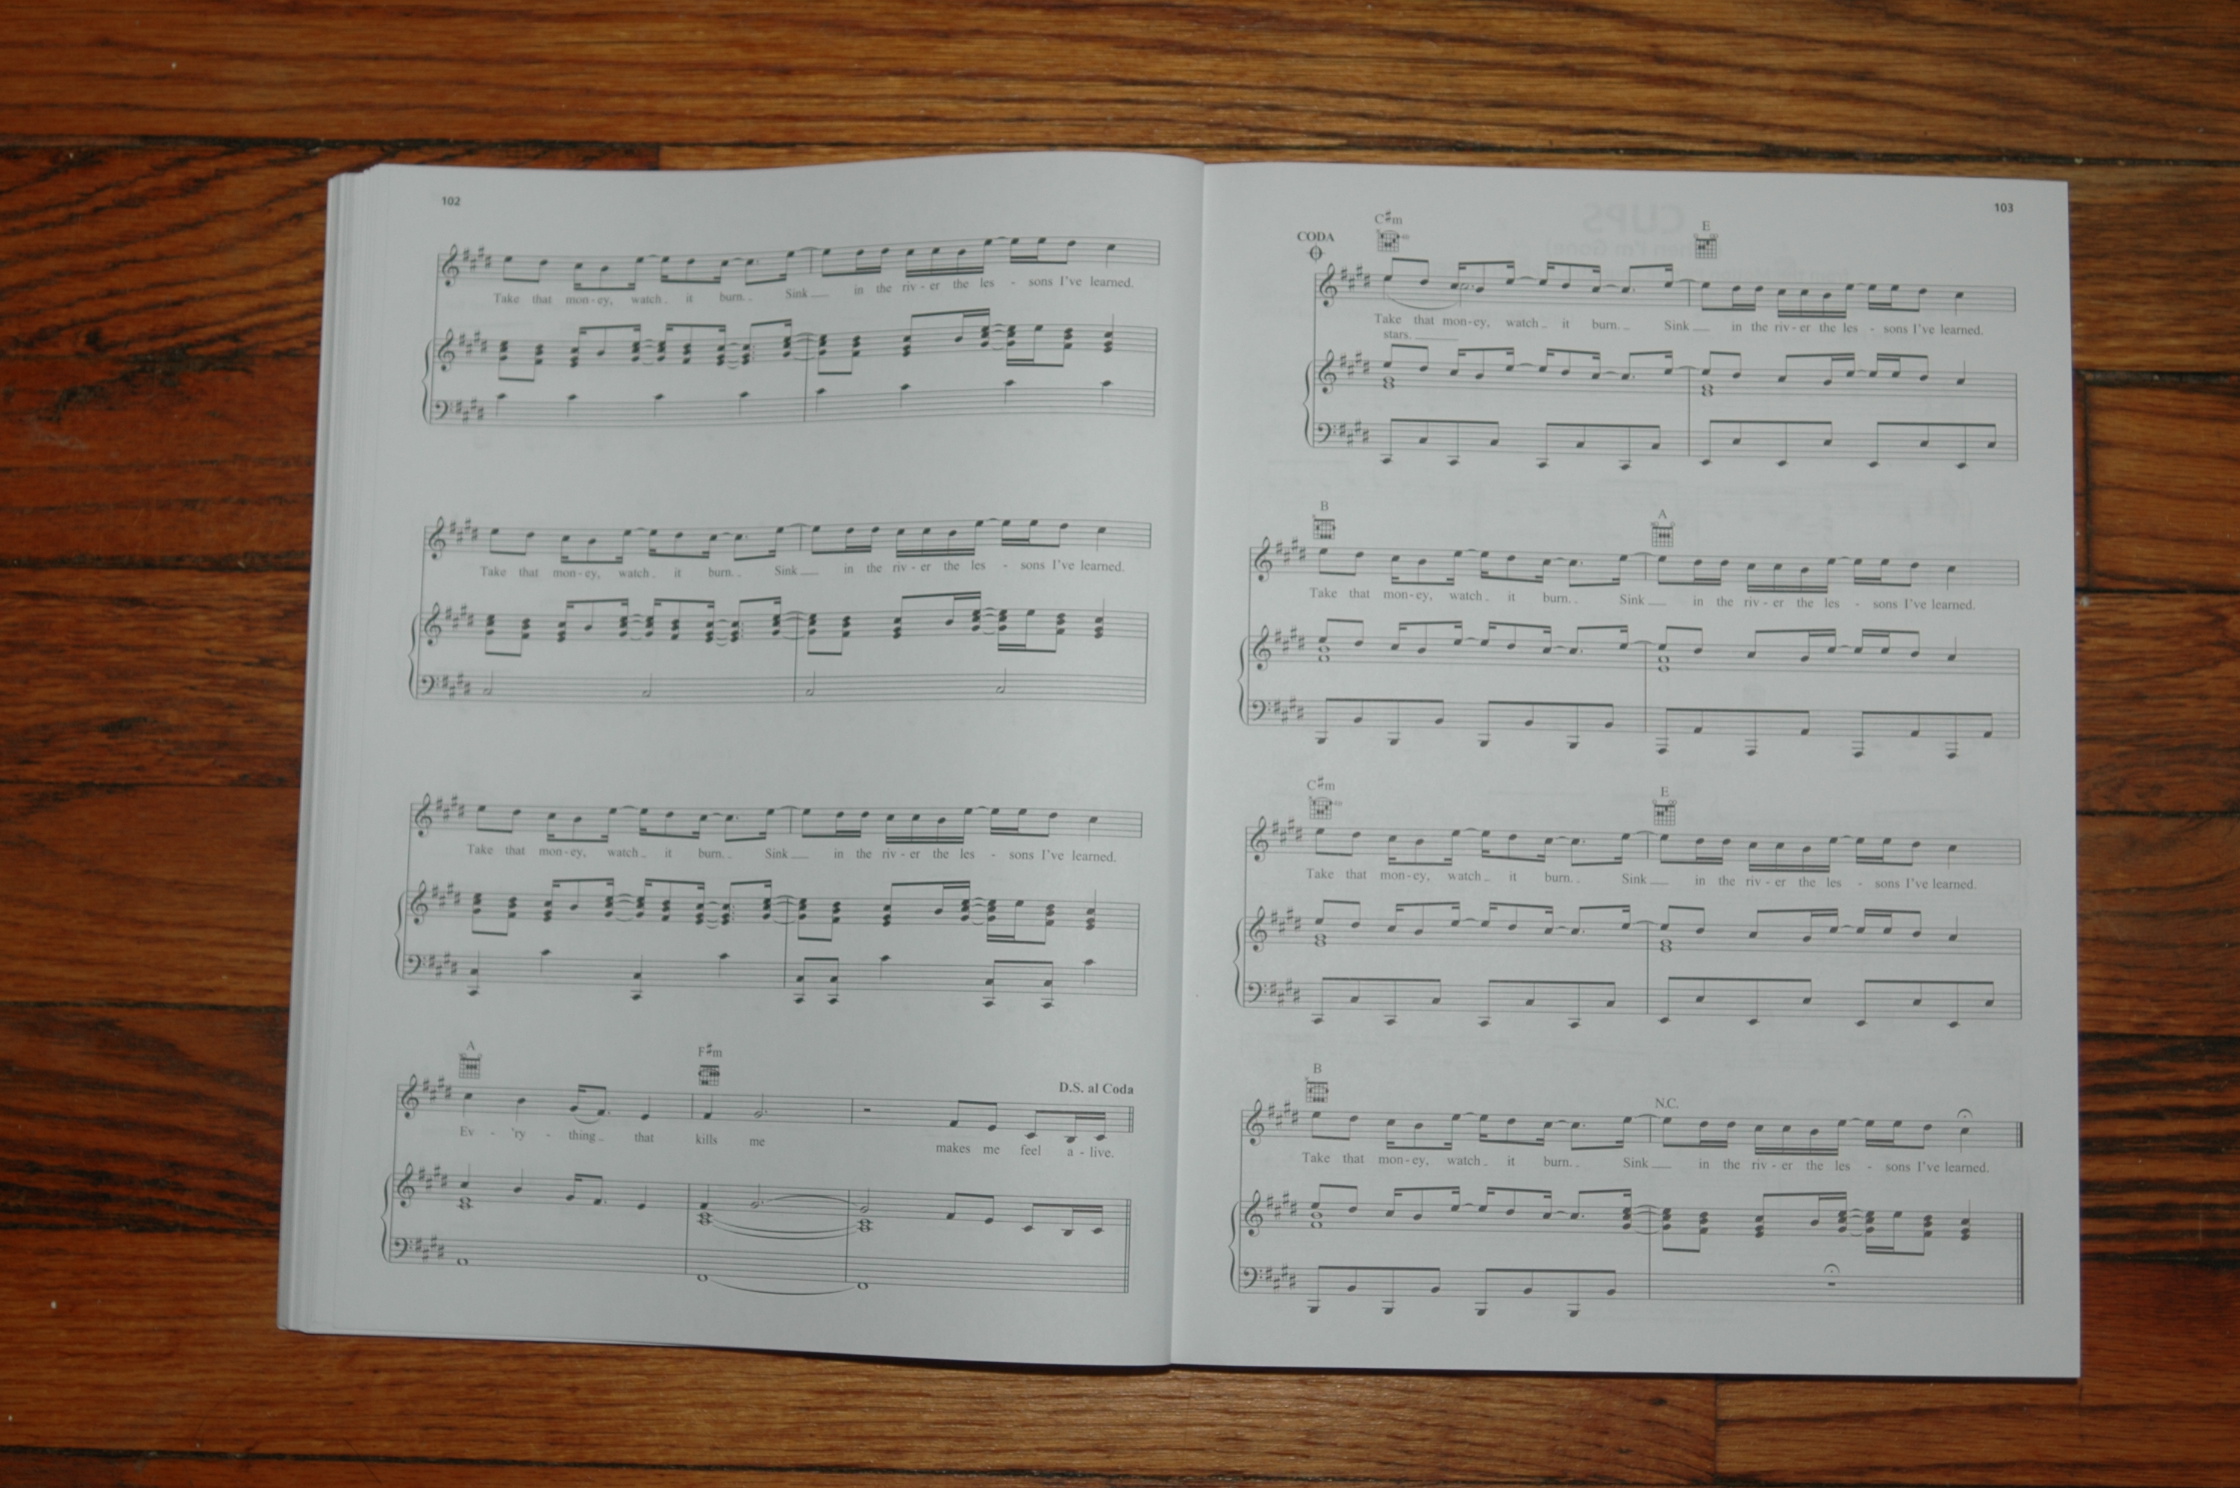 102
Take that mon-ey, watch it burn. Sink in the riv-er the les-sons I've learned.
Take that mon-ey, watch it burn. Sink in the riv-er the les-sons I've learned.
Take that mon-ey, watch it burn. Sink in the riv-er the les-sons I've learned.
A F#m
D.S. al Coda
Ev-'ry-thing that kills me makes me feel a-live.
103
C#m E
CODA
Take that mon-ey, watch it burn. Sink in the riv-er the les-sons I've learned.
stars.
B A
Take that mon-ey, watch it burn. Sink in the riv-er the les-sons I've learned.
C#m E
Take that mon-ey, watch it burn. Sink in the riv-er the les-sons I've learned.
B N.C.
Take that mon-ey, watch it burn. Sink in the riv-er the les-sons I've learned.